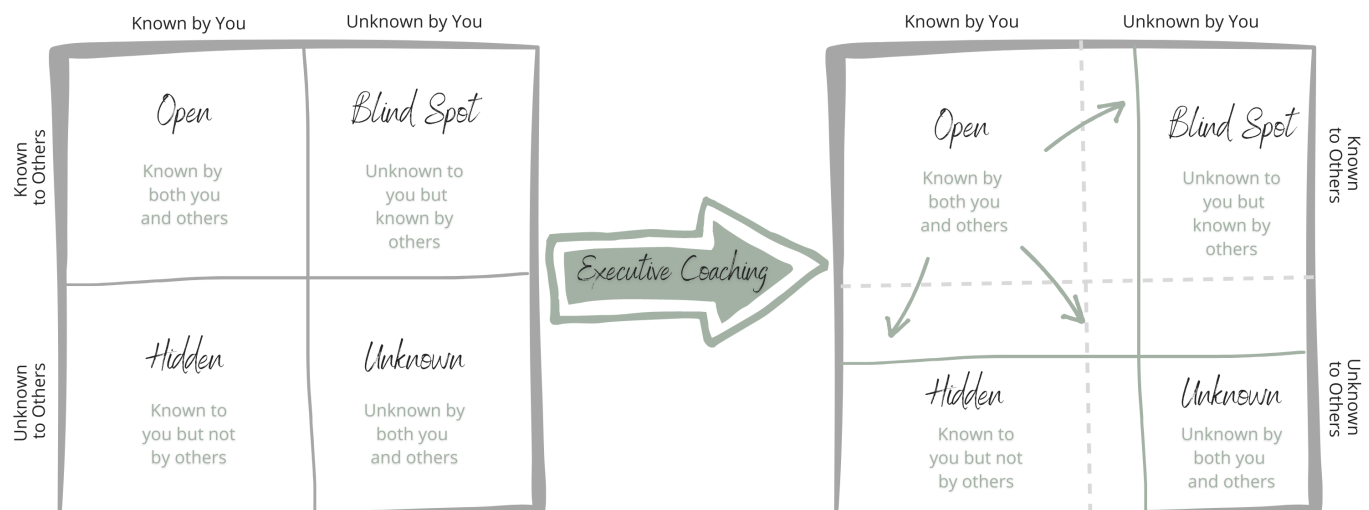 Known by You
Unknown by You
Known
to Others
Open
Known by
both you
and others
Blind Spot
Unknown to
you but
known by
others
Unknown
to Others
Hidden
Known to
you but not
by others
Unknown
Unknown by
both you
and others
Executive Coaching
Known by You
Unknown by You
Open
Known by
both you
and others
Blind Spot
Unknown to
you but
known by
others
Known
to Others
Hidden
Known to
you but not
by others
Unknown
Unknown by
both you
and others
Unknown
to Others